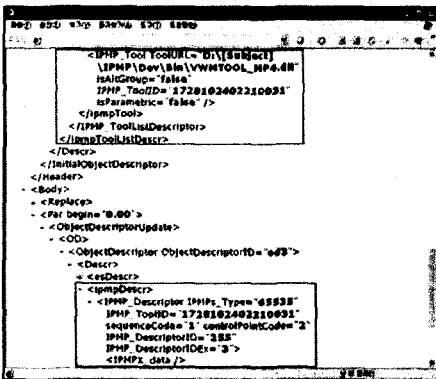 <IPMP_Tool ToolURL="D:\[Subject]
\IPMP\Dev\Bin\VWMTOOL_MP4.dll"
isAltGroup="false"
IPMP_ToolID="1728102402210031"
isParametric="false" />
</ipmpTool>
</IPMP_ToolListDescriptor>
</ipmpToolListDescr>
</Descr>
</InitialObjectDescriptor>
</Header>
- <Body>
+ <Replace>
- <Par begin="0.00">
- <ObjectDescriptorUpdate>
- <OD>
- <ObjectDescriptor ObjectDescriptorID="od3">
- <Descr>
+ <esDescr>
- <ipmpDescr>
- <IPMP_Descriptor IPMPs_Type="65535"
IPMP_ToolID="1728102402210031"
sequenceCode="1" controlPointCode="2"
IPMP_DescriptorID="255"
IPMP_DescriptorIDEx="3">
<IPMPX_data />